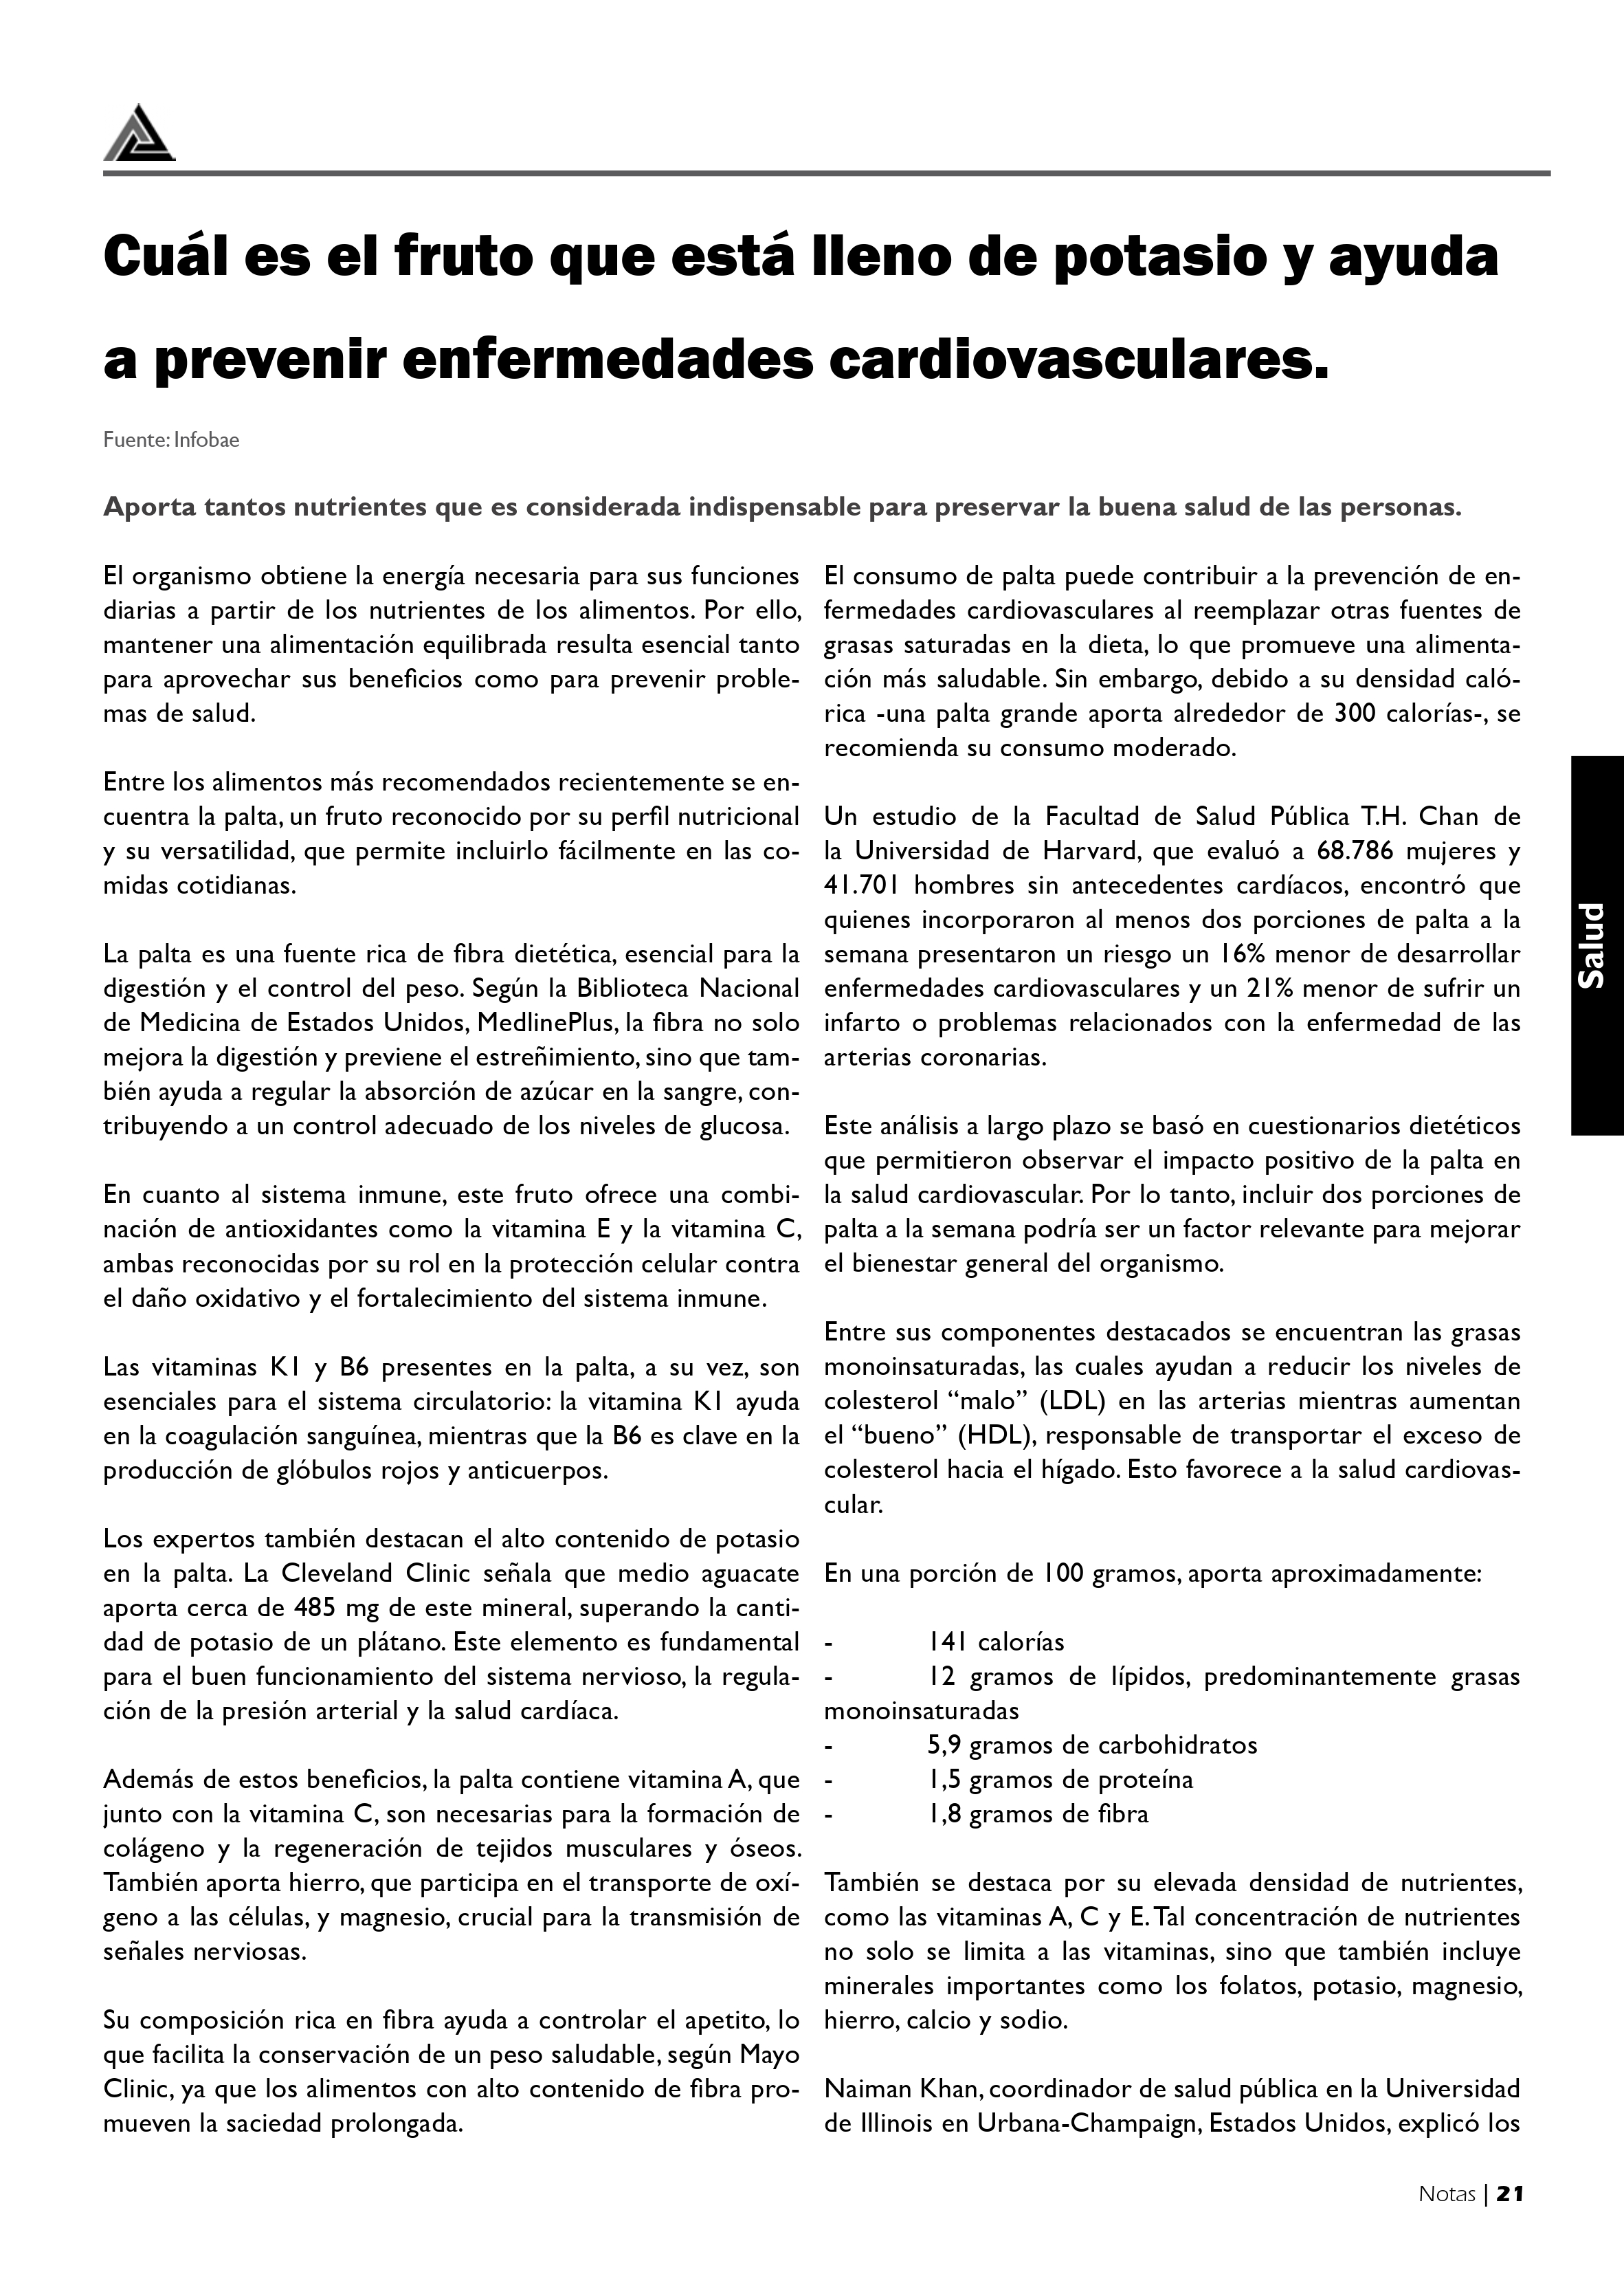 Cuál es el fruto que está lleno de potasio y ayuda
a prevenir enfermedades cardiovasculares.
Fuente: Infobae
Aporta tantos nutrientes que es considerada indispensable para preservar la buena salud de las personas.
El organismo obtiene la energía necesaria para sus funciones
diarias a partir de los nutrientes de los alimentos. Por ello,
mantener una alimentación equilibrada resulta esencial tanto
para aprovechar sus beneficios como para prevenir proble-
mas de salud.
Entre los alimentos más recomendados recientemente se en-
cuentra la palta, un fruto reconocido por su perfil nutricional
y su versatilidad, que permite incluirlo fácilmente en las co-
midas cotidianas.
La palta es una fuente rica de fibra dietética, esencial para la
digestión y el control del peso. Según la Biblioteca Nacional
de Medicina de Estados Unidos, MedlinePlus, la fibra no solo
mejora la digestión y previene el estreñimiento, sino que tam-
bién ayuda a regular la absorción de azúcar en la sangre, con-
tribuyendo a un control adecuado de los niveles de glucosa.
En cuanto al sistema inmune, este fruto ofrece una combi-
nación de antioxidantes como la vitamina E y la vitamina C,
ambas reconocidas por su rol en la protección celular contra
el daño oxidativo y el fortalecimiento del sistema inmune.
Las vitaminas K1 y B6 presentes en la palta, a su vez, son
esenciales para el sistema circulatorio: la vitamina K1 ayuda
en la coagulación sanguínea, mientras que la B6 es clave en la
producción de glóbulos rojos y anticuerpos.
Los expertos también destacan el alto contenido de potasio
en la palta. La Cleveland Clinic señala que medio aguacate
aporta cerca de 485 mg de este mineral, superando la canti-
dad de potasio de un plátano. Este elemento es fundamental
para el buen funcionamiento del sistema nervioso, la regula-
ción de la presión arterial y la salud cardíaca.
Además de estos beneficios, la palta contiene vitamina A, que
junto con la vitamina C, son necesarias para la formación de
colágeno y la regeneración de tejidos musculares y óseos.
También aporta hierro, que participa en el transporte de oxí-
geno a las células, y magnesio, crucial para la transmisión de
señales nerviosas.
Su composición rica en fibra ayuda a controlar el apetito, lo
que facilita la conservación de un peso saludable, según Mayo
Clinic, ya que los alimentos con alto contenido de fibra pro-
mueven la saciedad prolongada.
El consumo de palta puede contribuir a la prevención de en-
fermedades cardiovasculares al reemplazar otras fuentes de
grasas saturadas en la dieta, lo que promueve una alimenta-
ción más saludable. Sin embargo, debido a su densidad caló-
rica -una palta grande aporta alrededor de 300 calorías-, se
recomienda su consumo moderado.
Un estudio de la Facultad de Salud Pública T.H. Chan de
la Universidad de Harvard, que evaluó a 68.786 mujeres y
41.701 hombres sin antecedentes cardíacos, encontró que
quienes incorporaron al menos dos porciones de palta a la
semana presentaron un riesgo un 16% menor de desarrollar
enfermedades cardiovasculares y un 21% menor de sufrir un
infarto o problemas relacionados con la enfermedad de las
arterias coronarias.
Este análisis a largo plazo se basó en cuestionarios dietéticos
que permitieron observar el impacto positivo de la palta en
la salud cardiovascular. Por lo tanto, incluir dos porciones de
palta a la semana podría ser un factor relevante para mejorar
el bienestar general del organismo.
Entre sus componentes destacados se encuentran las grasas
monoinsaturadas, las cuales ayudan a reducir los niveles de
colesterol “malo” (LDL) en las arterias mientras aumentan
el “bueno” (HDL), responsable de transportar el exceso de
colesterol hacia el hígado. Esto favorece a la salud cardiovas-
cular.
En una porción de 100 gramos, aporta aproximadamente:
- 141 calorías
- 12 gramos de lípidos, predominantemente grasas
monoinsaturadas
- 5,9 gramos de carbohidratos
- 1,5 gramos de proteína
- 1,8 gramos de fibra
También se destaca por su elevada densidad de nutrientes,
como las vitaminas A, C y E. Tal concentración de nutrientes
no solo se limita a las vitaminas, sino que también incluye
minerales importantes como los folatos, potasio, magnesio,
hierro, calcio y sodio.
Naiman Khan, coordinador de salud pública en la Universidad
de Illinois en Urbana-Champaign, Estados Unidos, explicó los
Salud
Notas | 21